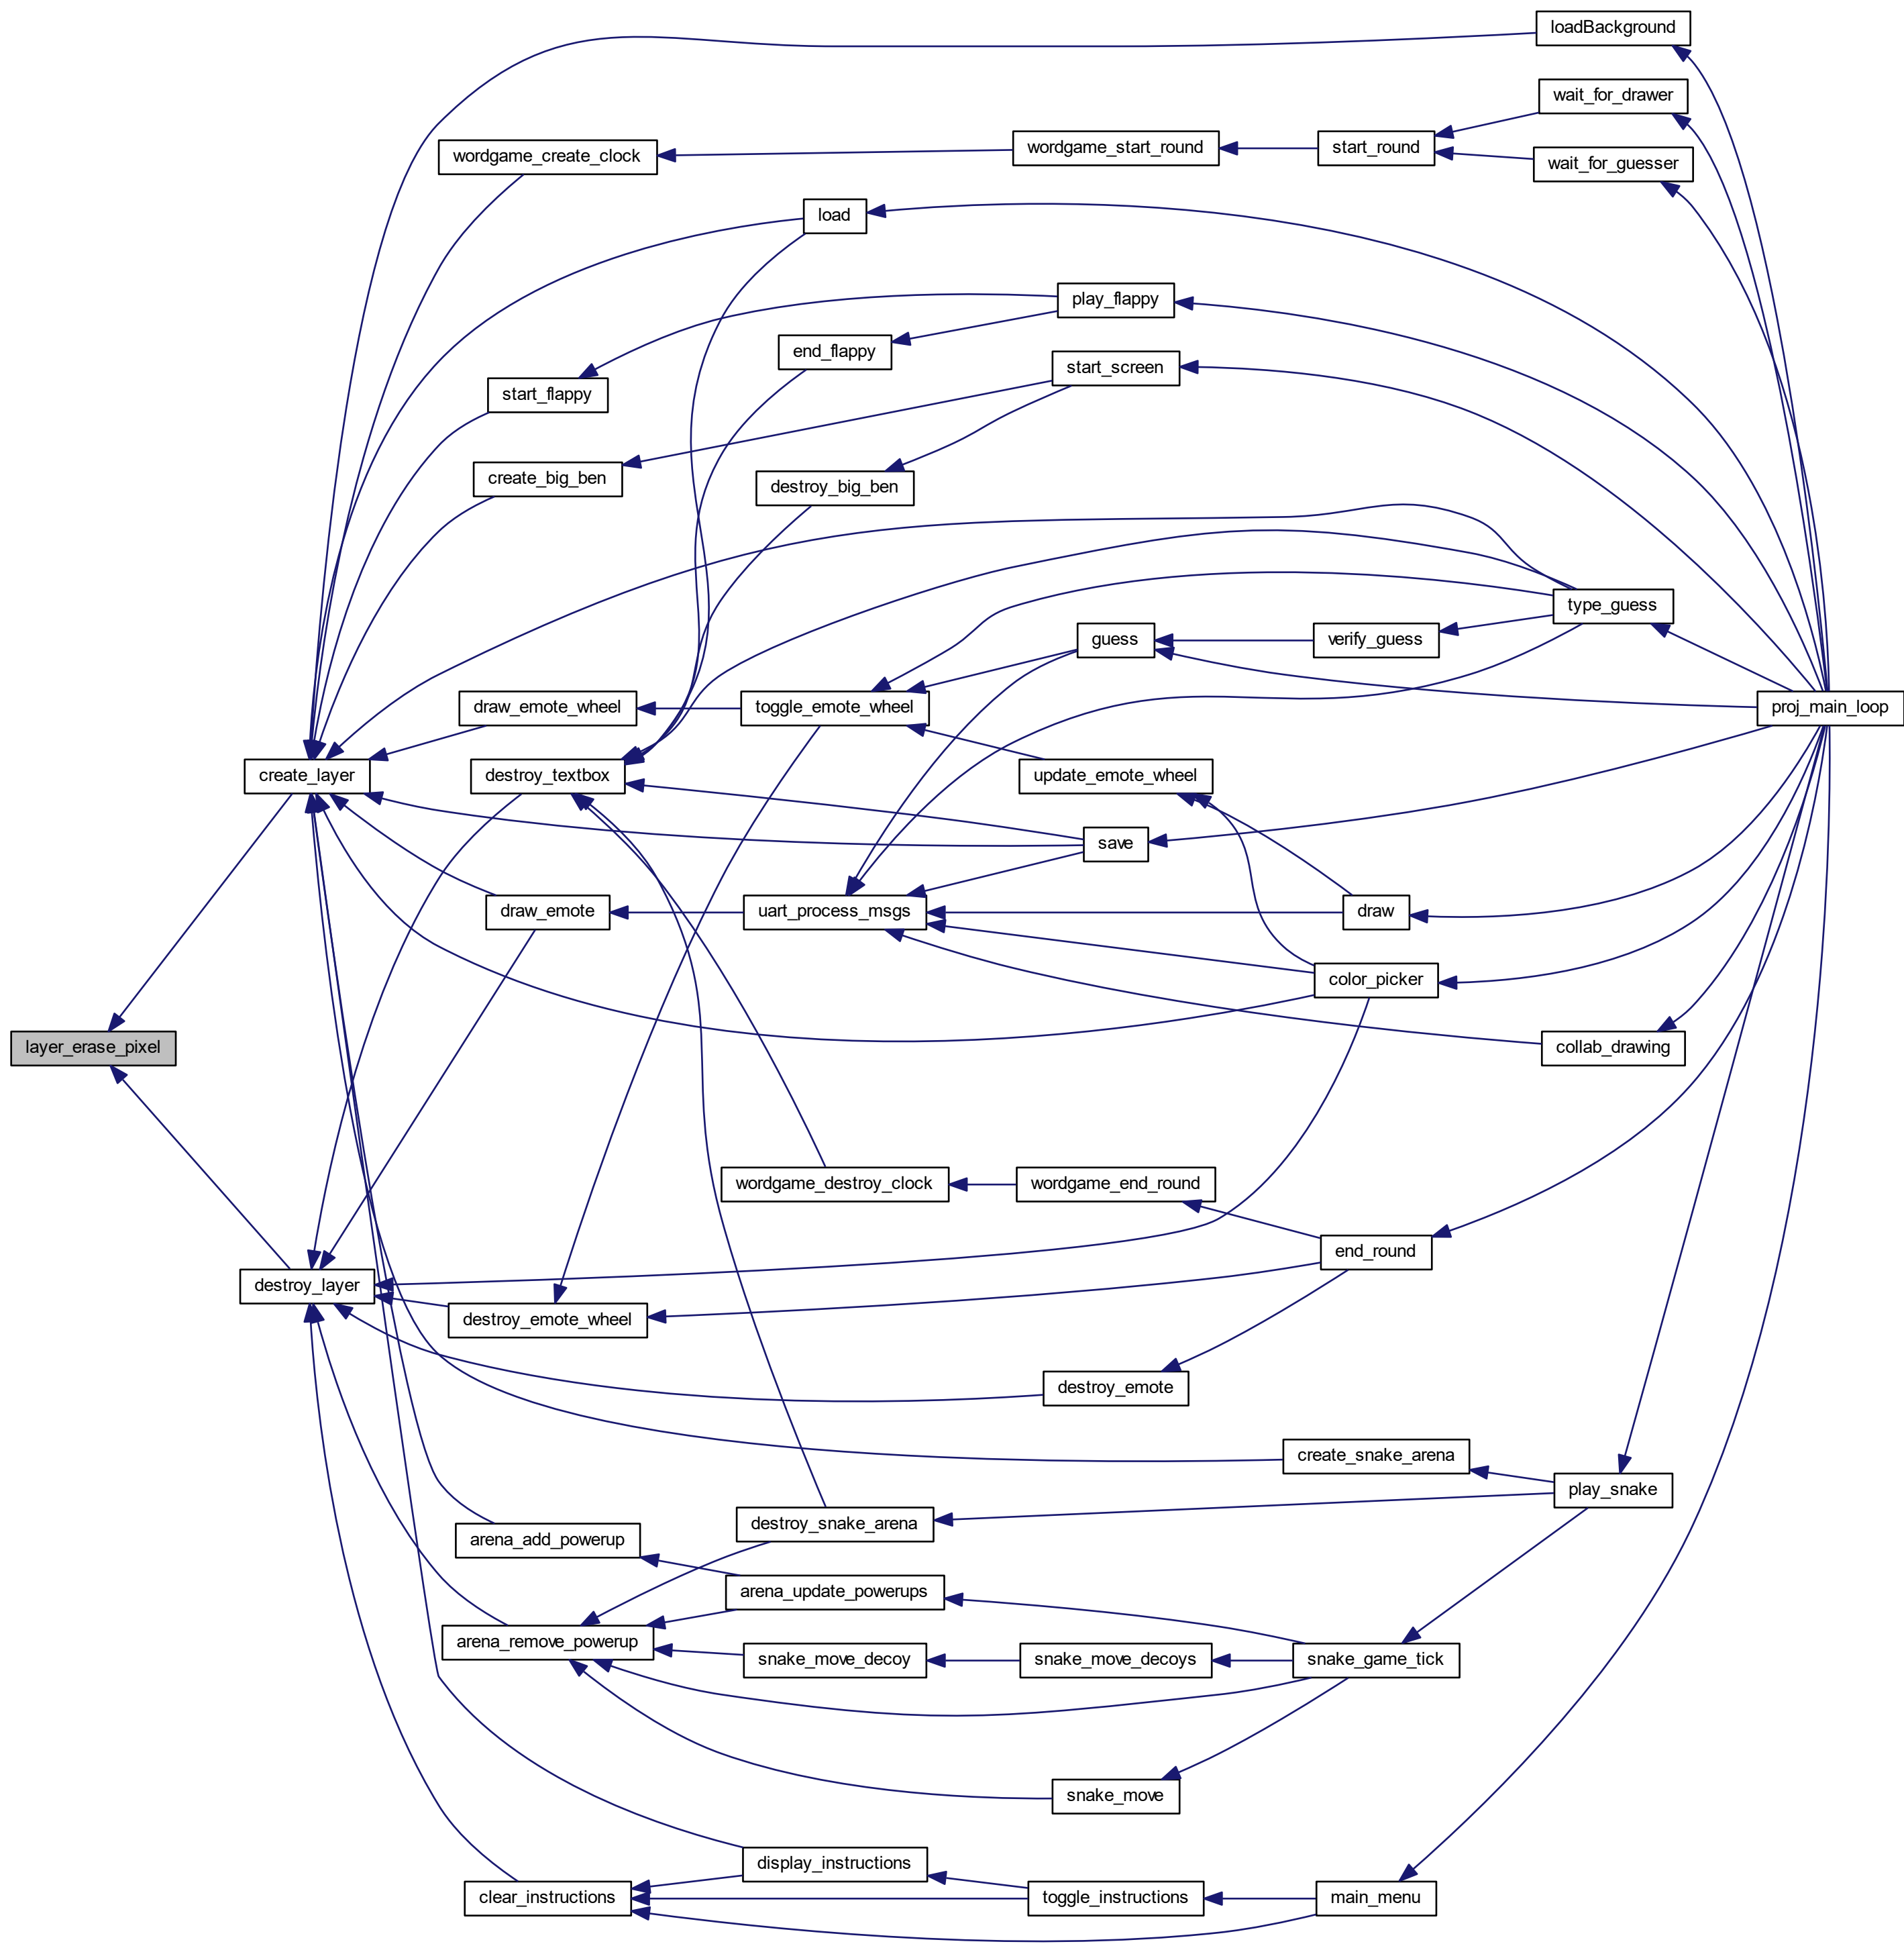 loadBackground
wait_for_drawer
wordgame_create_clock
wordgame_start_round
start_round
wait_for_guesser
load
play_flappy
end_flappy
start_screen
start_flappy
create_big_ben
destroy_big_ben
type_guess
guess
verify_guess
draw_emote_wheel
toggle_emote_wheel
proj_main_loop
create_layer
destroy_textbox
update_emote_wheel
save
draw_emote
uart_process_msgs
draw
color_picker
layer_erase_pixel
collab_drawing
wordgame_destroy_clock
wordgame_end_round
end_round
destroy_layer
destroy_emote_wheel
destroy_emote
create_snake_arena
play_snake
destroy_snake_arena
arena_add_powerup
arena_update_powerups
arena_remove_powerup
snake_move_decoy
snake_move_decoys
snake_game_tick
snake_move
display_instructions
clear_instructions
toggle_instructions
main_menu